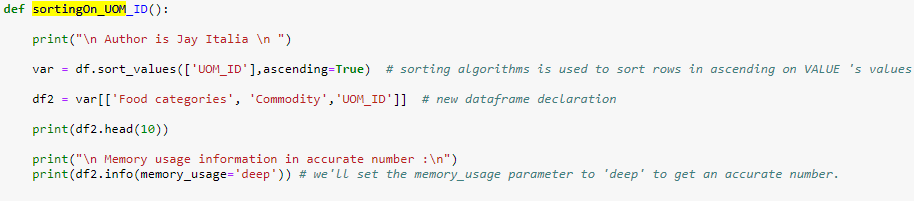 def sortingOn_UOM_ID():
print("\n Author is Jay Italia \n ")
var = df.sort_values(['UOM_ID'],ascending=True)  # sorting algorithms is used to sort rows in ascending on VALUE 's values
df2 = var[['Food categories', 'Commodity','UOM_ID']]  # new dataframe declaration
print(df2.head(10))
print("\n Memory usage information in accurate number :\n")
print(df2.info(memory_usage='deep')) # we'll set the memory_usage parameter to 'deep' to get an accurate number.